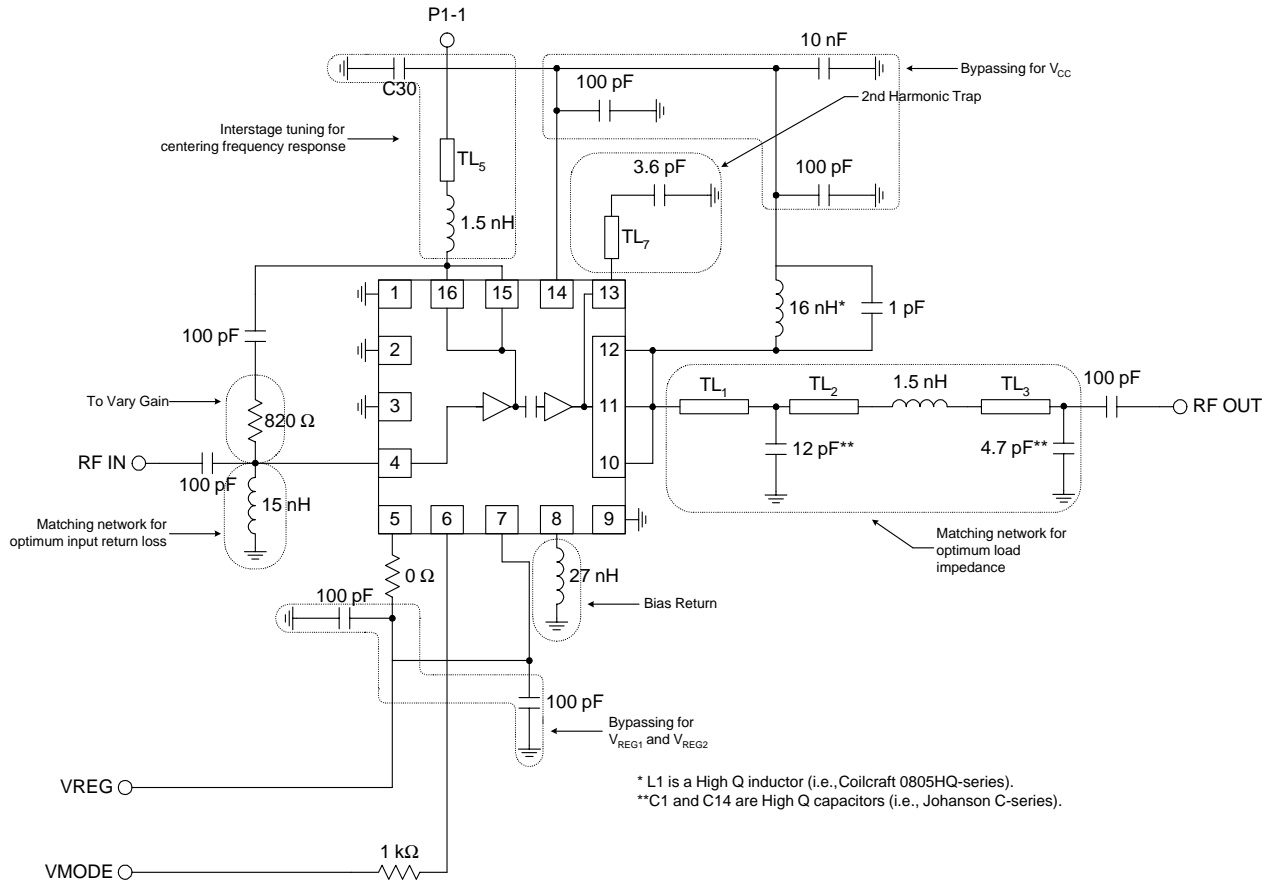 P1-1
10 nF
Bypassing for VCC
C30
100 pF
2nd Harmonic Trap
Interstage tuning for
centering frequency response
TL5
3.6 pF
100 pF
1.5 nH
TL7
1
16
15
14
13
16 nH*
1 pF
100 pF
2
12
TL1
TL2
1.5 nH
TL3
100 pF
To Vary Gain
820 Ω
3
11
RF OUT
12 pF**
4.7 pF**
RF IN
100 pF
4
10
15 nH
Matching network for
optimum input return loss
5
6
7
8
9
Matching network for
optimum load
impedance
0 Ω
27 nH
100 pF
Bias Return
100 pF
Bypassing for
VREG1 and VREG2
* L1 is a High Q inductor (i.e.,Coilcraft 0805HQ-series).
**C1 and C14 are High Q capacitors (i.e., Johanson C-series).
VREG
1 kΩ
VMODE